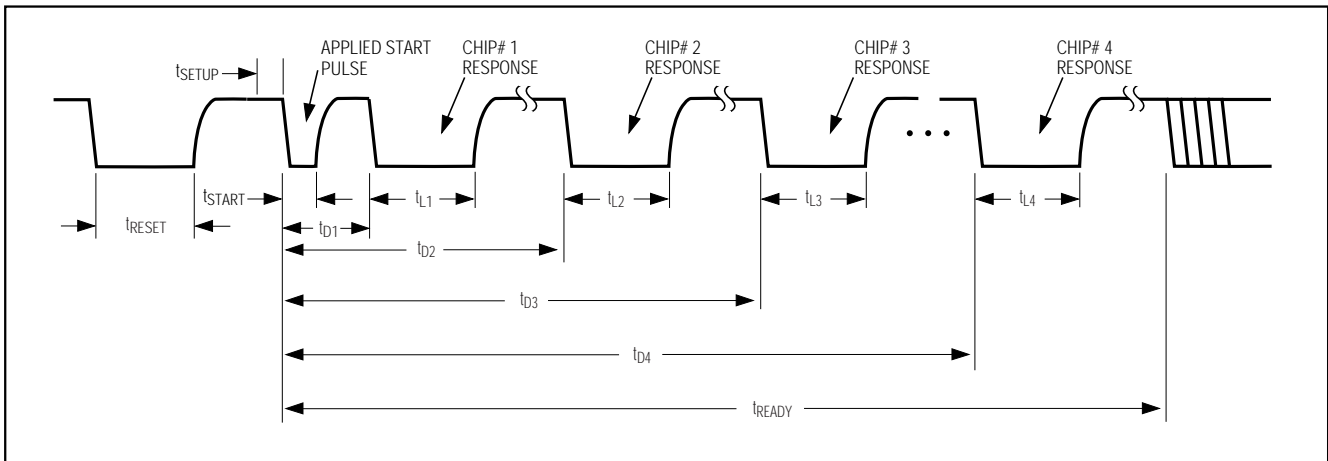 APPLIED START
PULSE
CHIP# 1
RESPONSE
CHIP# 2
RESPONSE
CHIP# 3
RESPONSE
CHIP# 4
RESPONSE
tSETUP
• • •
tSTART
tL1
tL2
tL3
tL4
tRESET
tD1
tD2
tD3
tD4
tREADY